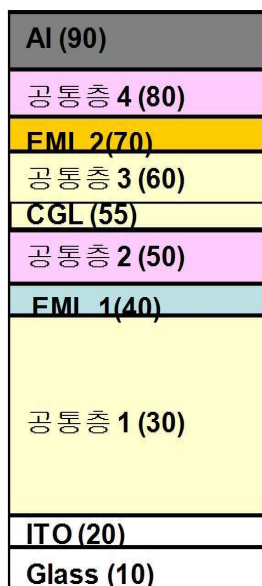 Al (90)
공통층 4 (80)
EML 2(70)
공통층 3 (60)
CGL (55)
공통층 2 (50)
EML 1(40)
공통층 1 (30)
ITO (20)
Glass (10)